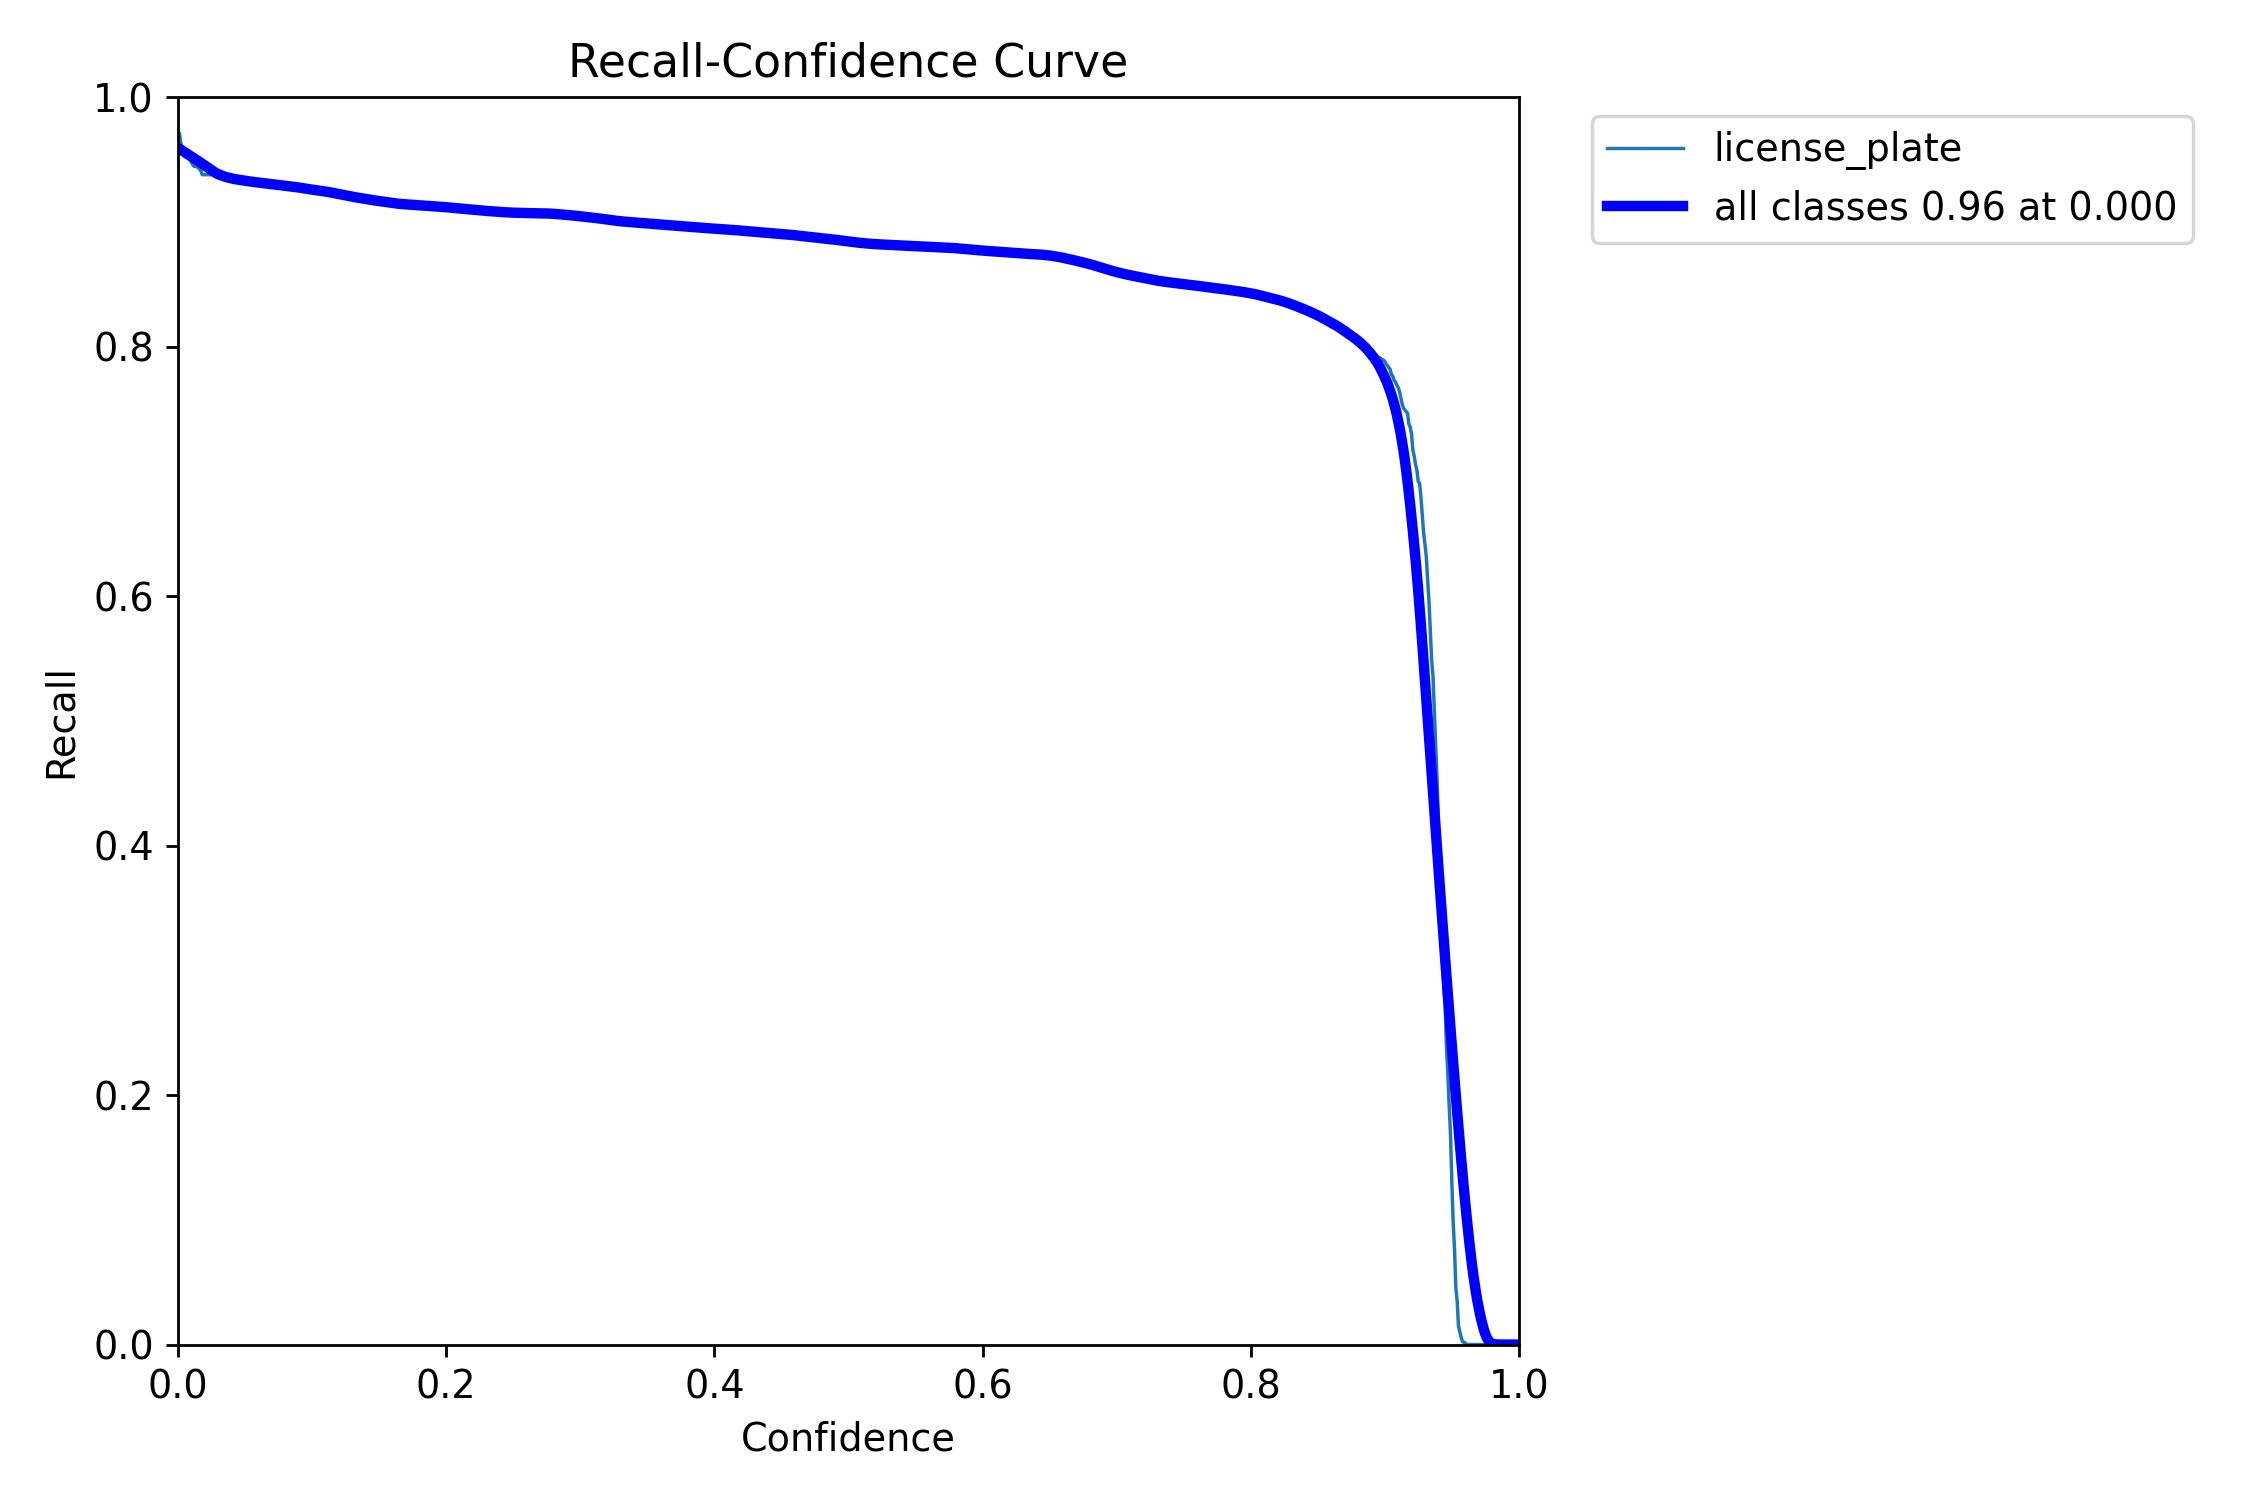 Recall-Confidence Curve
1.0
0.8
0.6
0.4
0.2
0.0
Recall
0.0 0.2 0.4 0.6 0.8 1.0
Confidence
license_plate
all classes 0.96 at 0.000